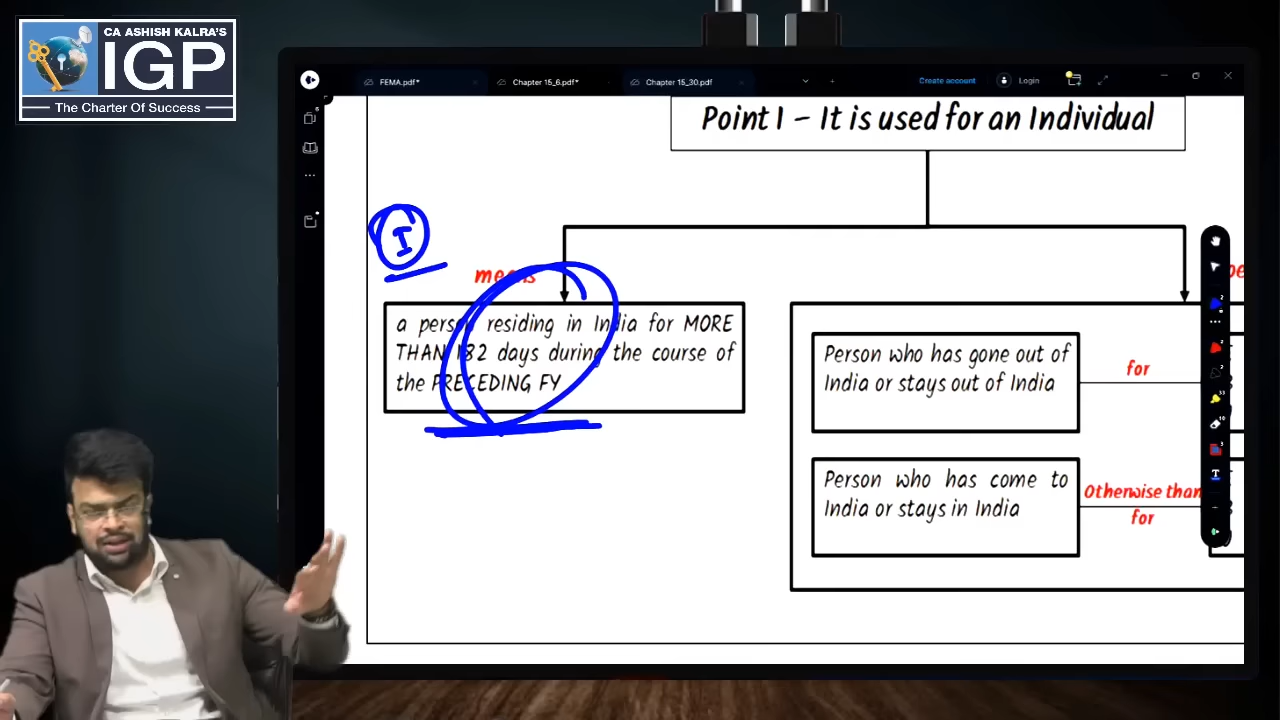 CA ASHISH KALRA'S
IGP
The Charter Of Success
FEMA.pdf*
Chapter 15_6.pdf*
Chapter 15_30.pdf
Create account
Login
Point 1 – It is used for an Individual
I
means
a person residing in India for MORE
THAN 182 days during the course of
the PRECEDING FY
Person who has gone out of
India or stays out of India
for
Person who has come to
India or stays in India
Otherwise than
for